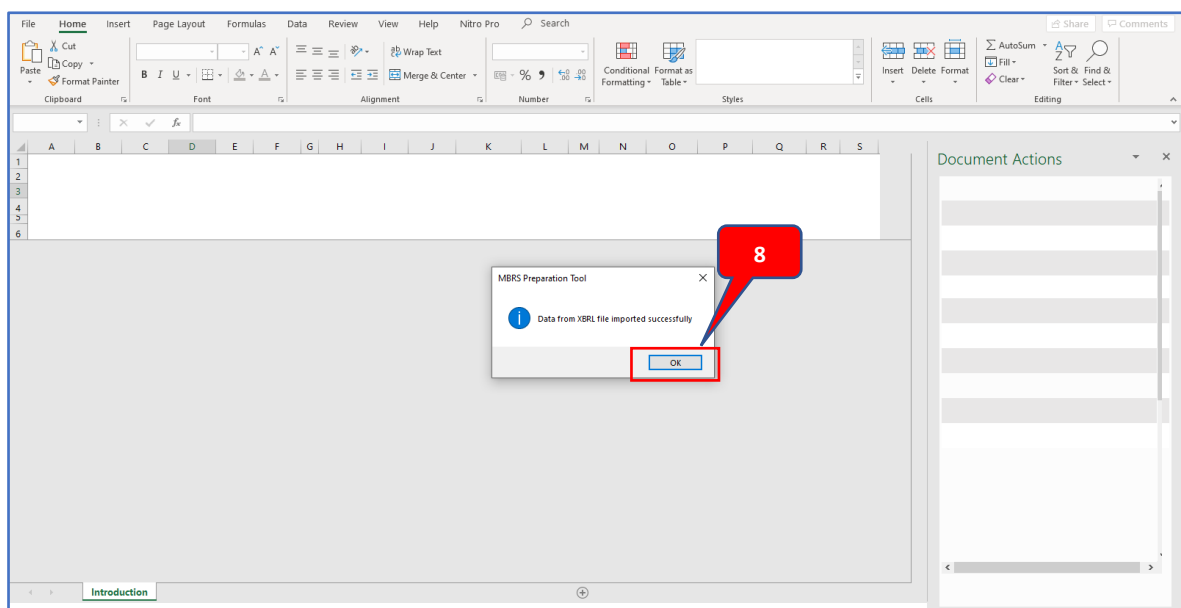 File Home Insert Page Layout Formulas Data Review View Help Nitro Pro Search Share Comments
Paste
Cut
Copy
Format Painter
Clipboard
A^ A^
B I U A
Font
ab Wrap Text
Merge & Center
Alignment
% 9
Number
Conditional Formatting
Format as Table
Styles
Insert Delete Format
Cells
AutoSum
Fill
Clear
Sort & Filter
Find & Select
Editing
fx
A B C D E F G H I J K L M N O P Q R S
1
2
3
4
5
6
Document Actions
8
MBRS Preparation Tool
Data from XBRL file imported successfully
OK
Introduction